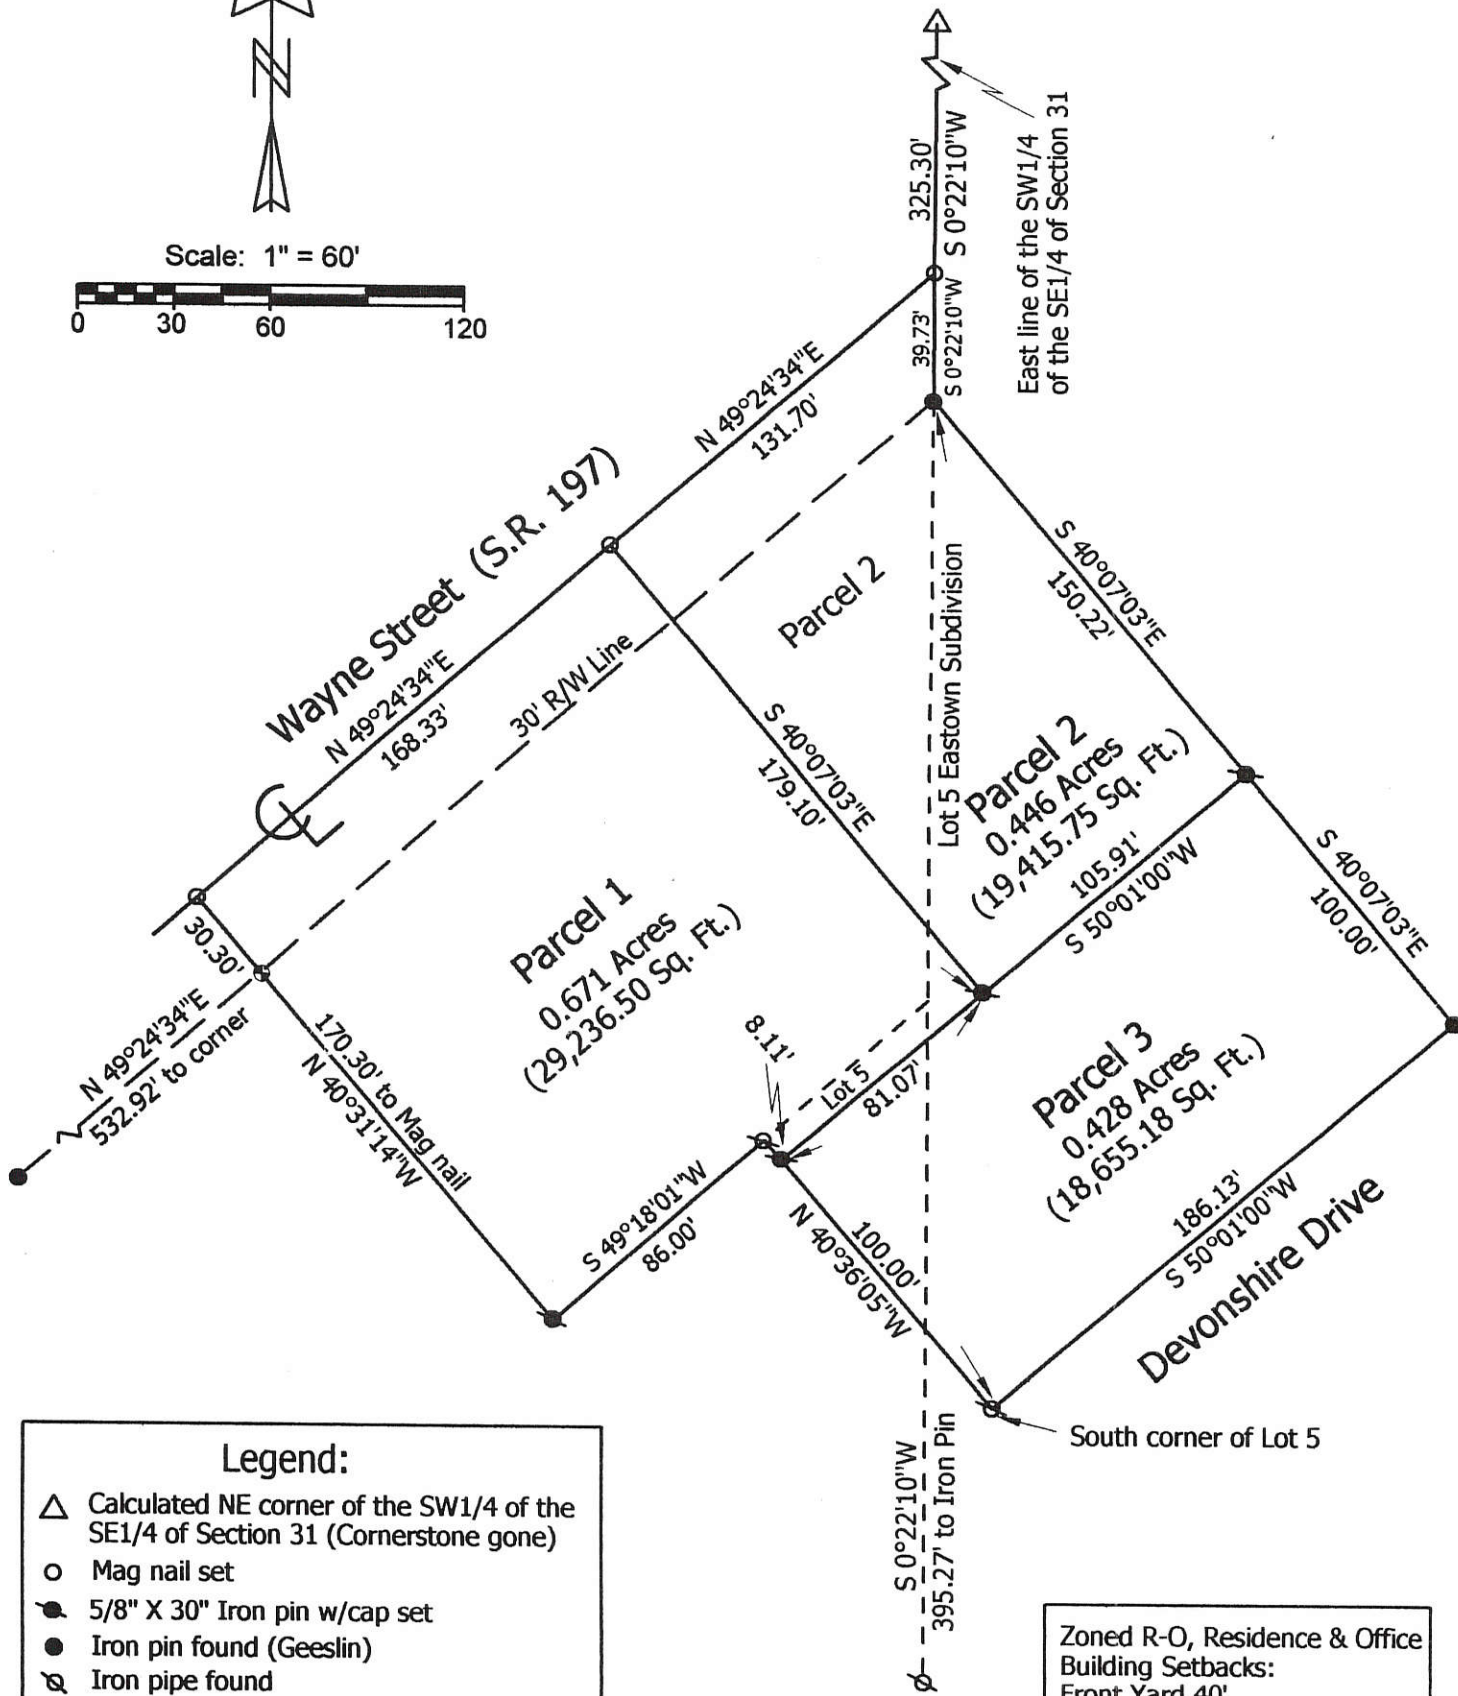 N
Scale: 1" = 60'
0 30 60 120
325.30'
S 0°22'10"W
East line of the SW1/4
of the SE1/4 of Section 31
39.73'
S 0°22'10"W
N 49°24'34"E
131.70'
Wayne Street (S.R. 197)
N 49°24'34"E
168.33'
30' R/W Line
CL
Parcel 2
Lot 5 Eastown Subdivision
S 40°07'03"E
150.22'
S 40°07'03"E
179.10'
Parcel 2
0.446 Acres
(19,415.75 Sq. Ft.)
105.91'
S 50°01'00"W
S 40°07'03"E
100.00'
30.30'
N 49°24'34"E
532.92' to corner
Parcel 1
0.671 Acres
(29,236.50 Sq. Ft.)
170.30' to Mag nail
N 40°31'14"W
8.11'
Lot 5
81.07'
S 49°18'01"W
86.00'
Parcel 3
0.428 Acres
(18,655.18 Sq. Ft.)
100.00'
N 40°36'05"W
186.13'
S 50°01'00"W
Devonshire Drive
South corner of Lot 5
S 0°22'10"W
395.27' to Iron Pin
Legend:
Calculated NE corner of the SW1/4 of the
SE1/4 of Section 31 (Cornerstone gone)
Mag nail set
5/8" X 30" Iron pin w/cap set
Iron pin found (Geeslin)
Iron pipe found
Zoned R-O, Residence & Office
Building Setbacks:
Front Yard 40'